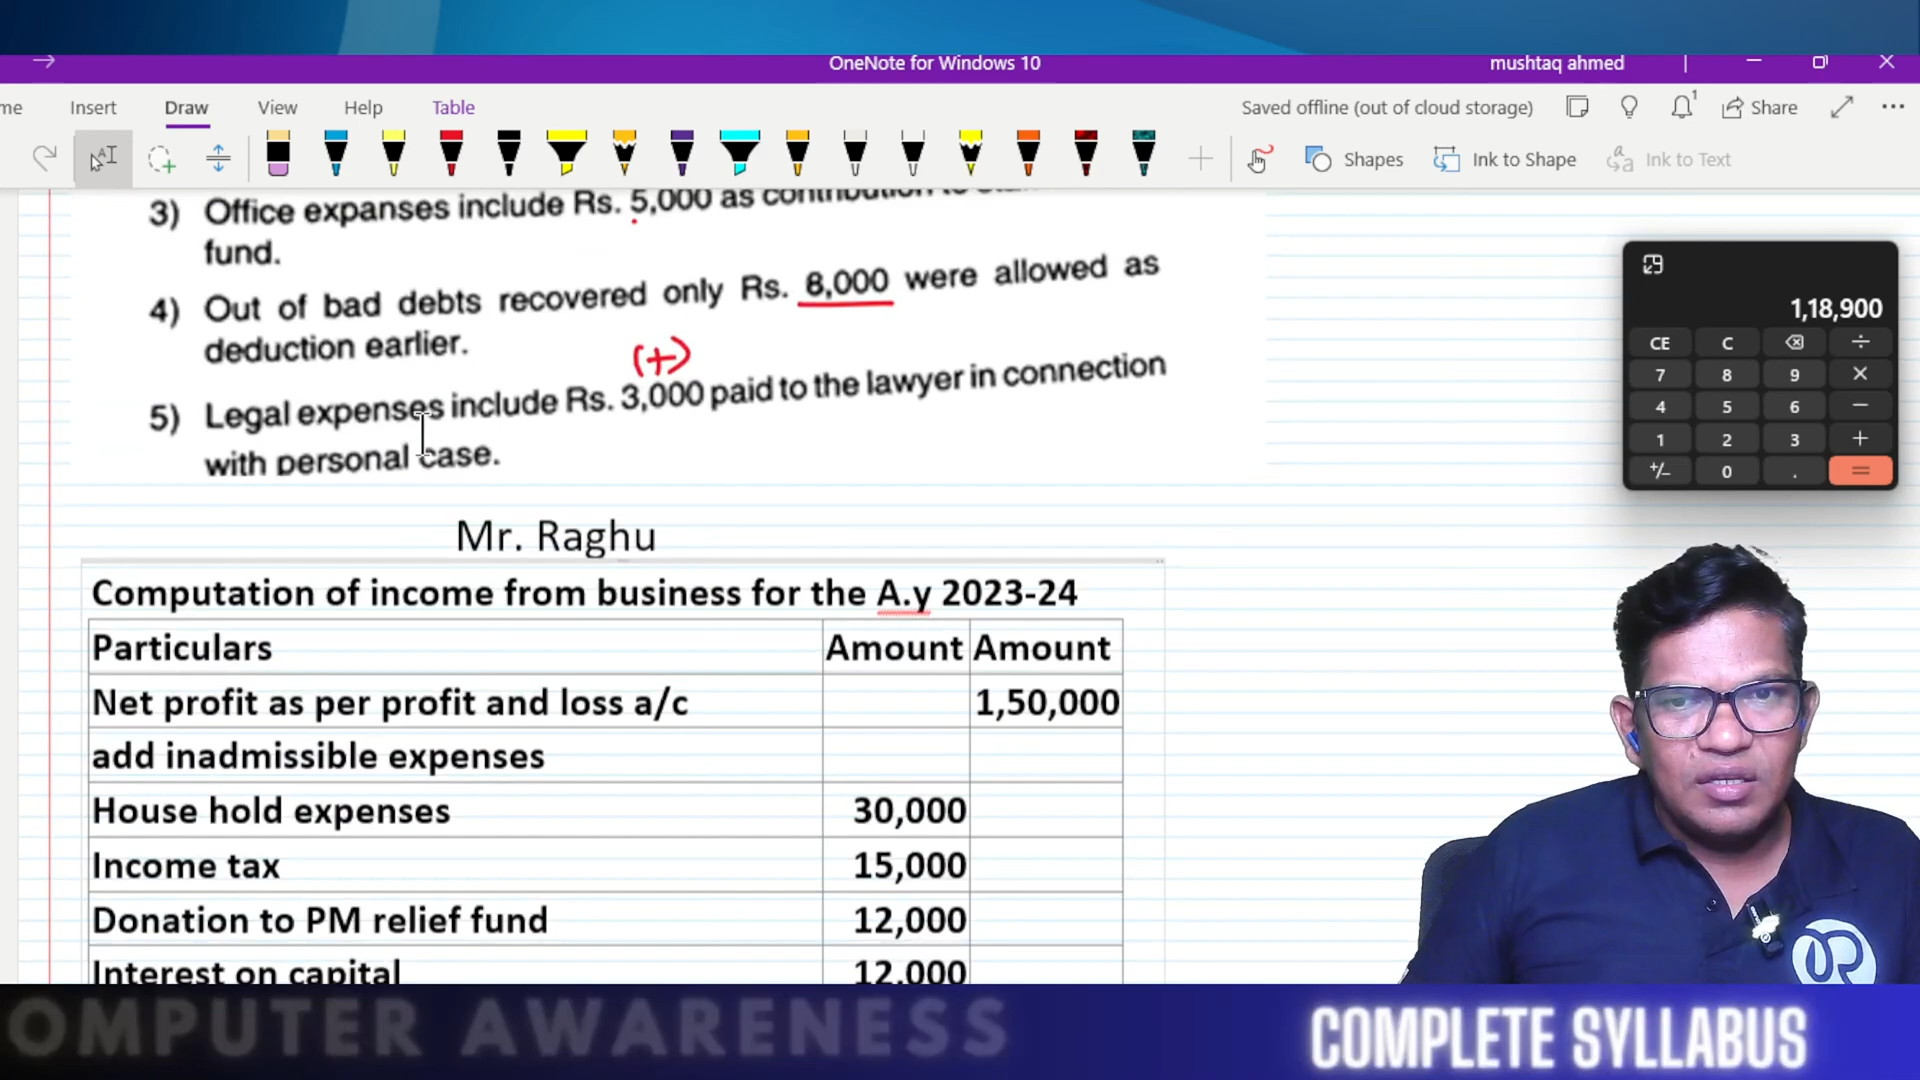 OneNote for Windows 10
mushtaq ahmed
me Insert Draw View Help Table
Saved offline (out of cloud storage)
1
Share
Shapes
Ink to Shape
Ink to Text
3) Office expanses include Rs. 5,000 as contribution to
fund.
4) Out of bad debts recovered only Rs. 8,000 were allowed as
deduction earlier.
(+)
5) Legal expenses include Rs. 3,000 paid to the lawyer in connection
with personal case.
1,18,900
CE C ÷
7 8 9 ×
4 5 6 −
1 2 3 +
+/− 0 . =
Mr. Raghu
Computation of income from business for the A.y 2023-24
Particulars Amount Amount
Net profit as per profit and loss a/c 1,50,000
add inadmissible expenses
House hold expenses 30,000
Income tax 15,000
Donation to PM relief fund 12,000
Interest on capital 12,000
OMPUTER AWARENESS
COMPLETE SYLLABUS